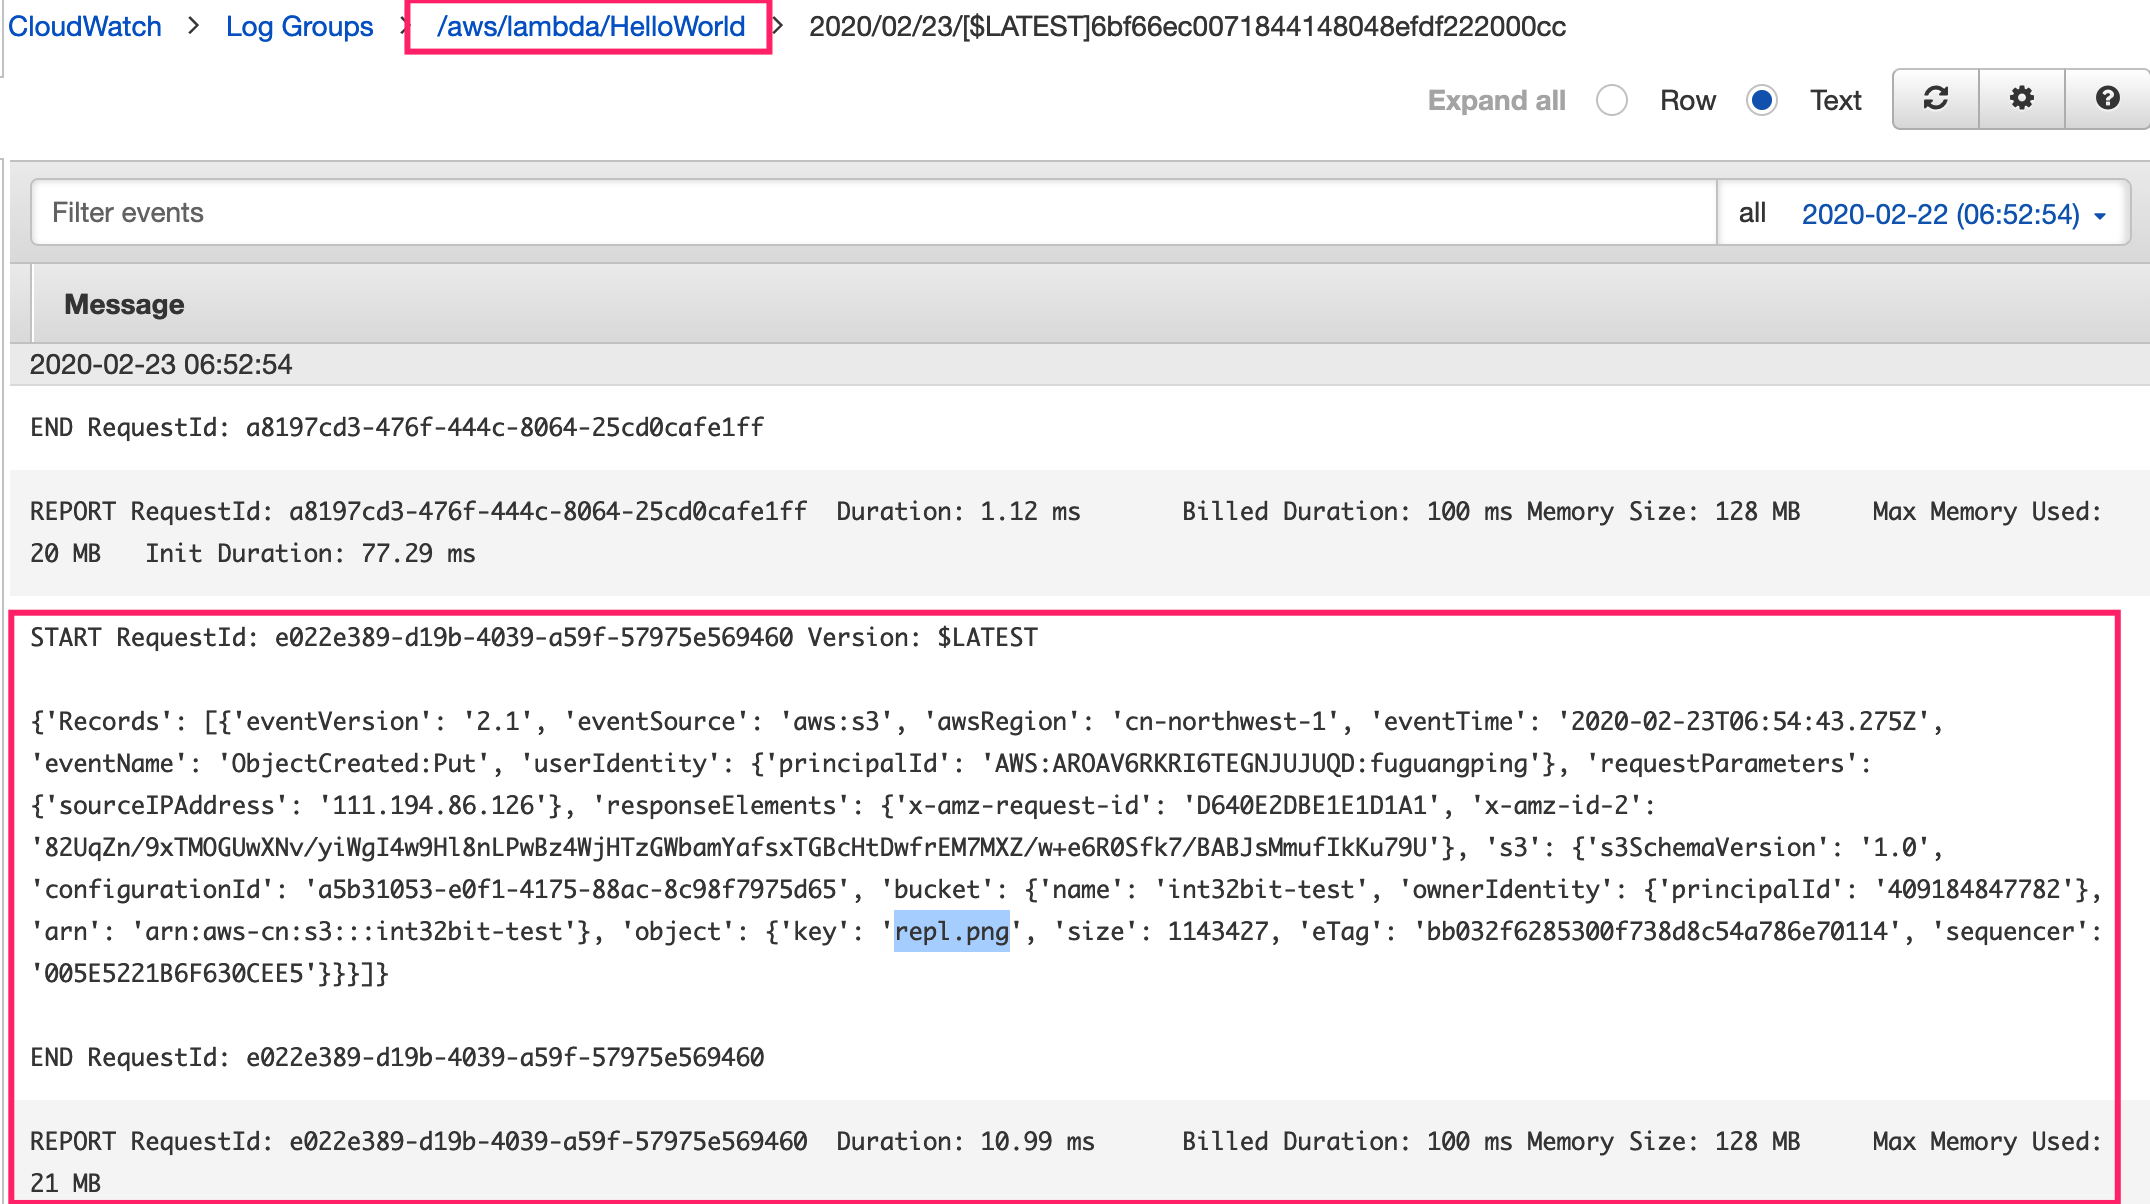 CloudWatch > Log Groups > /aws/lambda/HelloWorld > 2020/02/23/[$LATEST]6bf66ec0071844148048efdf222000cc
Expand all Row Text
Filter events all 2020-02-22 (06:52:54)
Message
2020-02-23 06:52:54
END RequestId: a8197cd3-476f-444c-8064-25cd0cafe1ff
REPORT RequestId: a8197cd3-476f-444c-8064-25cd0cafe1ff Duration: 1.12 ms Billed Duration: 100 ms Memory Size: 128 MB Max Memory Used:
20 MB Init Duration: 77.29 ms
START RequestId: e022e389-d19b-4039-a59f-57975e569460 Version: $LATEST
{'Records': [{'eventVersion': '2.1', 'eventSource': 'aws:s3', 'awsRegion': 'cn-northwest-1', 'eventTime': '2020-02-23T06:54:43.275Z',
'eventName': 'ObjectCreated:Put', 'userIdentity': {'principalId': 'AWS:AROAV6RKRI6TEGNJUJUQD:fuguangping'}, 'requestParameters':
{'sourceIPAddress': '111.194.86.126'}, 'responseElements': {'x-amz-request-id': 'D640E2DBE1E1D1A1', 'x-amz-id-2':
'82UqZn/9xTMOGUwXNv/yiWgI4w9Hl8nLPwBz4WjHTzGWbamYafsxTGBcHtDwfrEM7MXZ/w+e6R0Sfk7/BABJsMmufIkKu79U'}, 's3': {'s3SchemaVersion': '1.0',
'configurationId': 'a5b31053-e0f1-4175-88ac-8c98f7975d65', 'bucket': {'name': 'int32bit-test', 'ownerIdentity': {'principalId': '409184847782'},
'arn': 'arn:aws-cn:s3:::int32bit-test'}, 'object': {'key': 'repl.png', 'size': 1143427, 'eTag': 'bb032f6285300f738d8c54a786e70114', 'sequencer':
'005E5221B6F630CEE5'}}}]}
END RequestId: e022e389-d19b-4039-a59f-57975e569460
REPORT RequestId: e022e389-d19b-4039-a59f-57975e569460 Duration: 10.99 ms Billed Duration: 100 ms Memory Size: 128 MB Max Memory Used:
21 MB